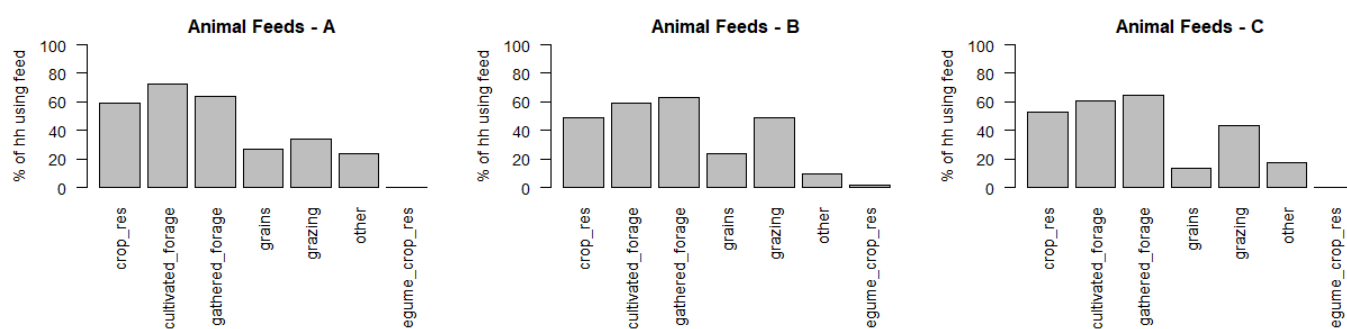 Animal Feeds - A
% of hh using feed
100
80
60
40
20
0
crop_res
cultivated_forage
gathered_forage
grains
grazing
other
egume_crop_res
Animal Feeds - B
% of hh using feed
100
80
60
40
20
0
crop_res
cultivated_forage
gathered_forage
grains
grazing
other
egume_crop_res
Animal Feeds - C
% of hh using feed
100
80
60
40
20
0
crop_res
cultivated_forage
gathered_forage
grains
grazing
other
egume_crop_res